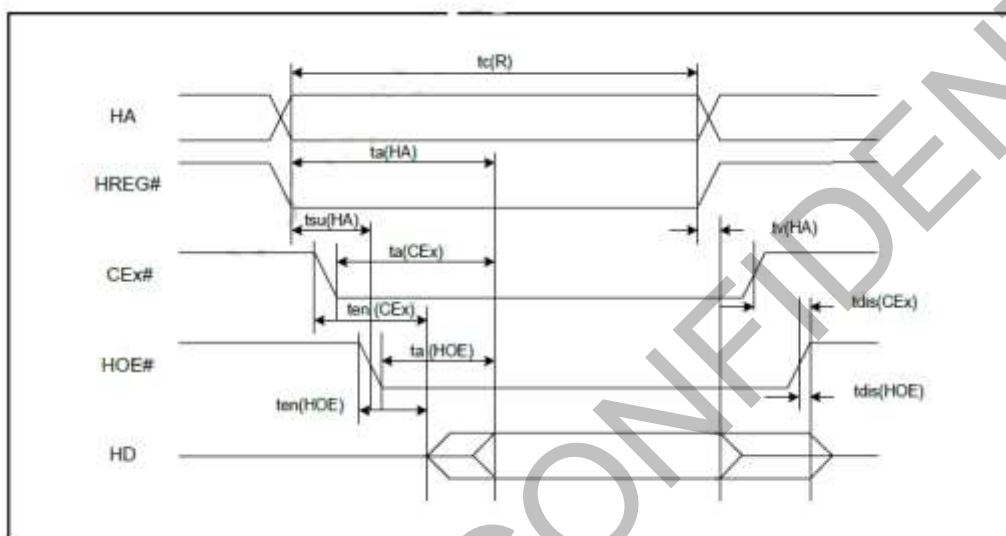 tc(R)
HA
ta(HA)
HREG#
tsu(HA)
tv(HA)
ta(CEx)
CEx#
ten(CEx)
tdis(CEx)
ta(HOE)
HOE#
ten(HOE)
tdis(HOE)
HD
CONFIDENT